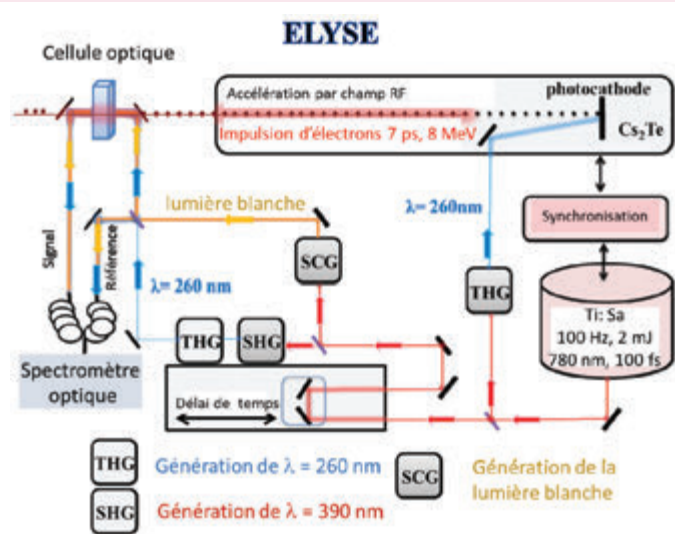 ELYSE
Cellule optique
Accélération par champ RF
photocathode
Impulsion d'électrons 7 ps, 8 MeV
Cs₂Te
lumière blanche
λ= 260nm
Synchronisation
Signal
Référence
SCG
λ= 260 nm
THG
Ti: Sa
100 Hz, 2 mJ
780 nm, 100 fs
THG
SHG
Spectromètre
optique
Délai de temps
THG
Génération de λ = 260 nm
SCG
Génération de la
lumière blanche
SHG
Génération de λ = 390 nm